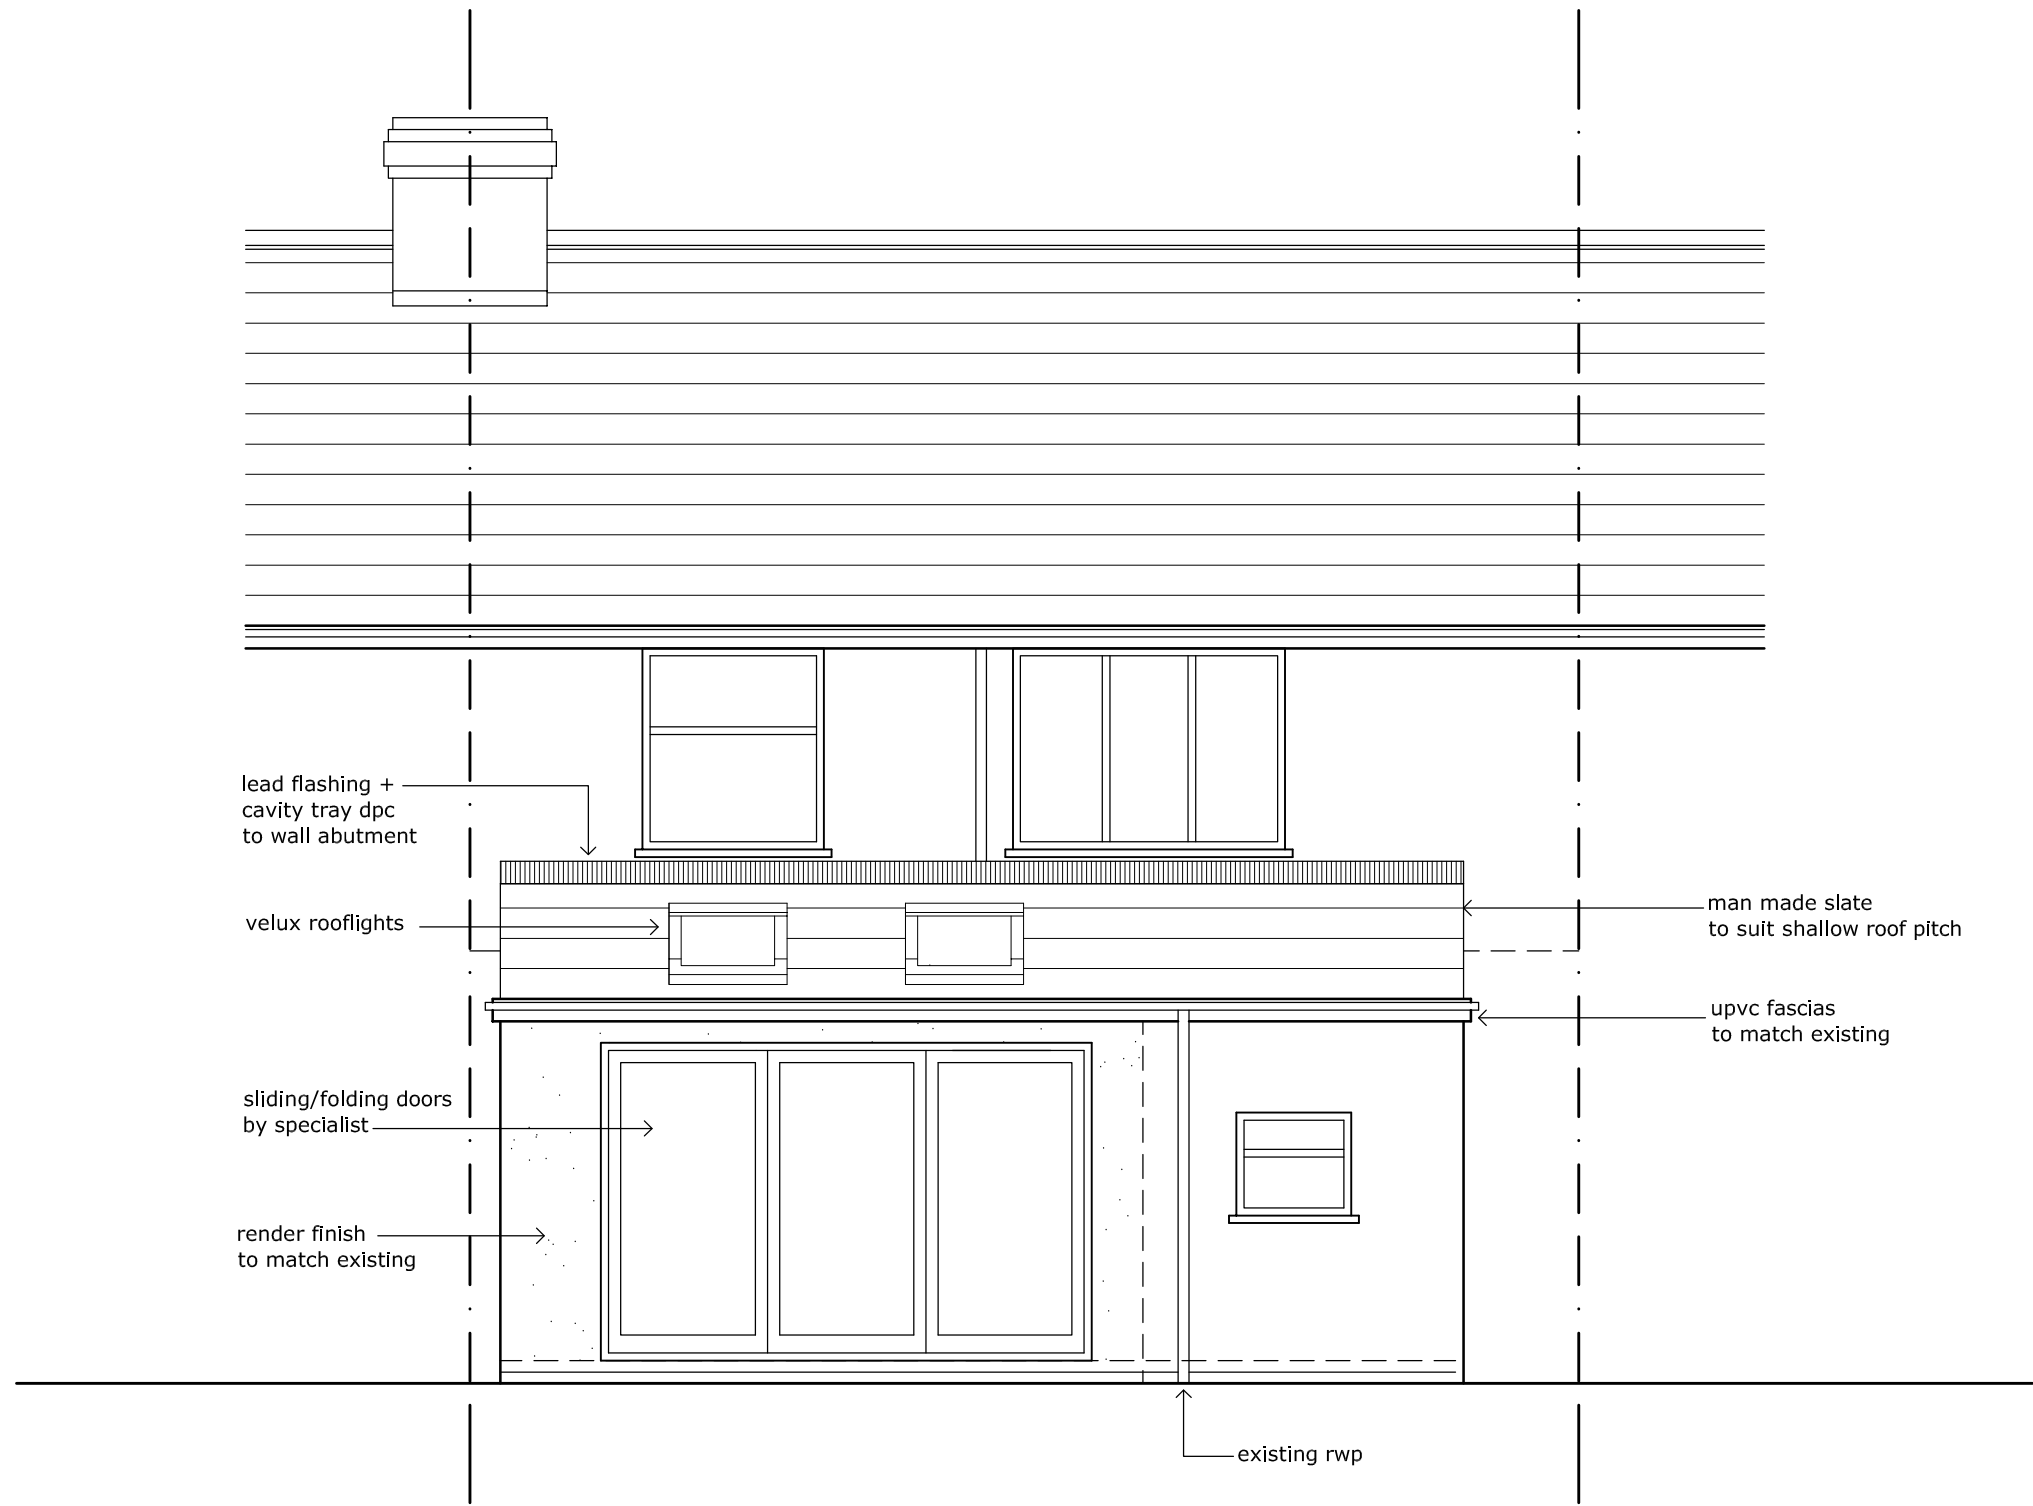 lead flashing +
cavity tray dpc
to wall abutment
velux rooflights
man made slate
to suit shallow roof pitch
upvc fascias
to match existing
sliding/folding doors
by specialist
render finish
to match existing
existing rwp